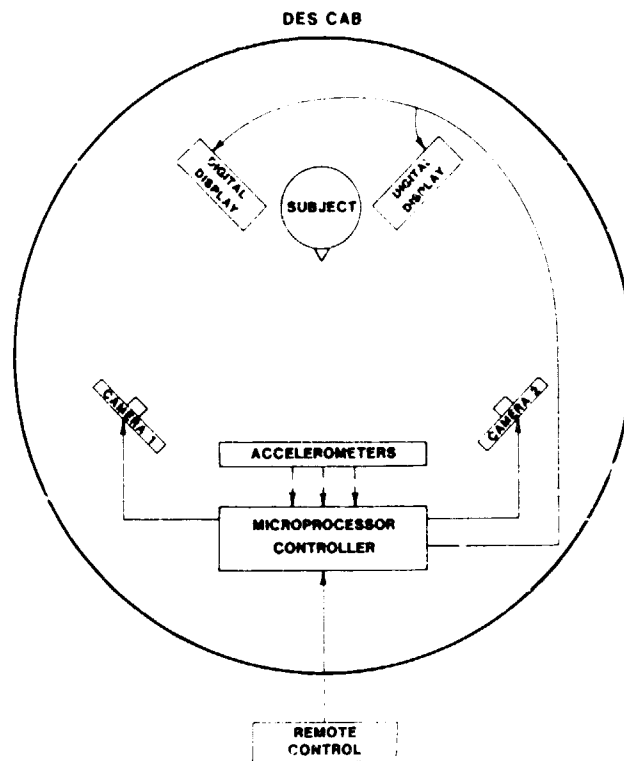 DES CAB
DIGITAL
DISPLAY
SUBJECT
DIGITAL
DISPLAY
CAMERA 1
CAMERA 2
ACCELEROMETERS
MICROPROCESSOR
CONTROLLER
REMOTE
CONTROL